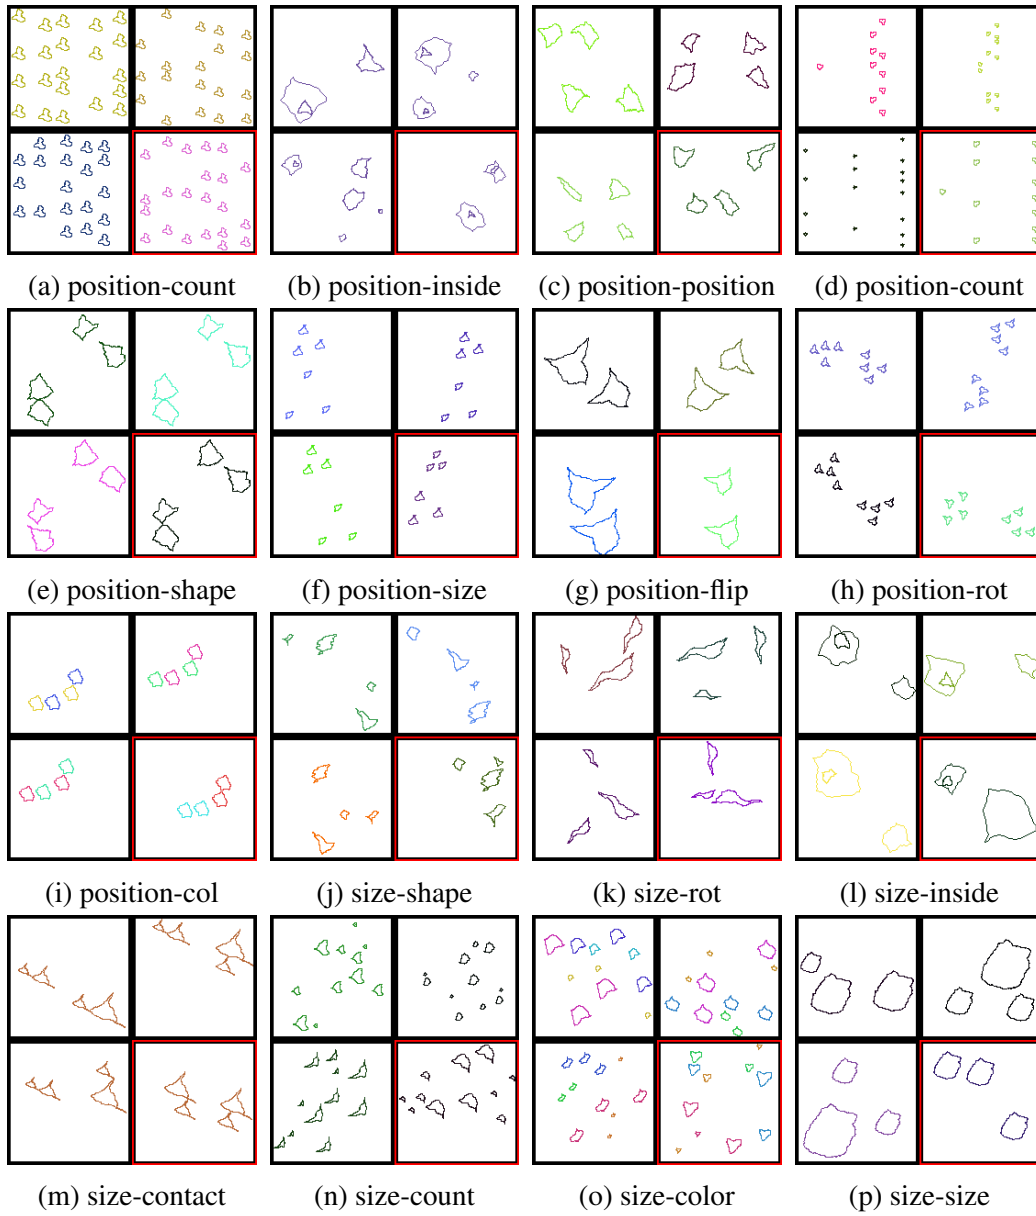 (a) position-count (b) position-inside (c) position-position (d) position-count
(e) position-shape (f) position-size (g) position-flip (h) position-rot
(i) position-col (j) size-shape (k) size-rot (l) size-inside
(m) size-contact (n) size-count (o) size-color (p) size-size